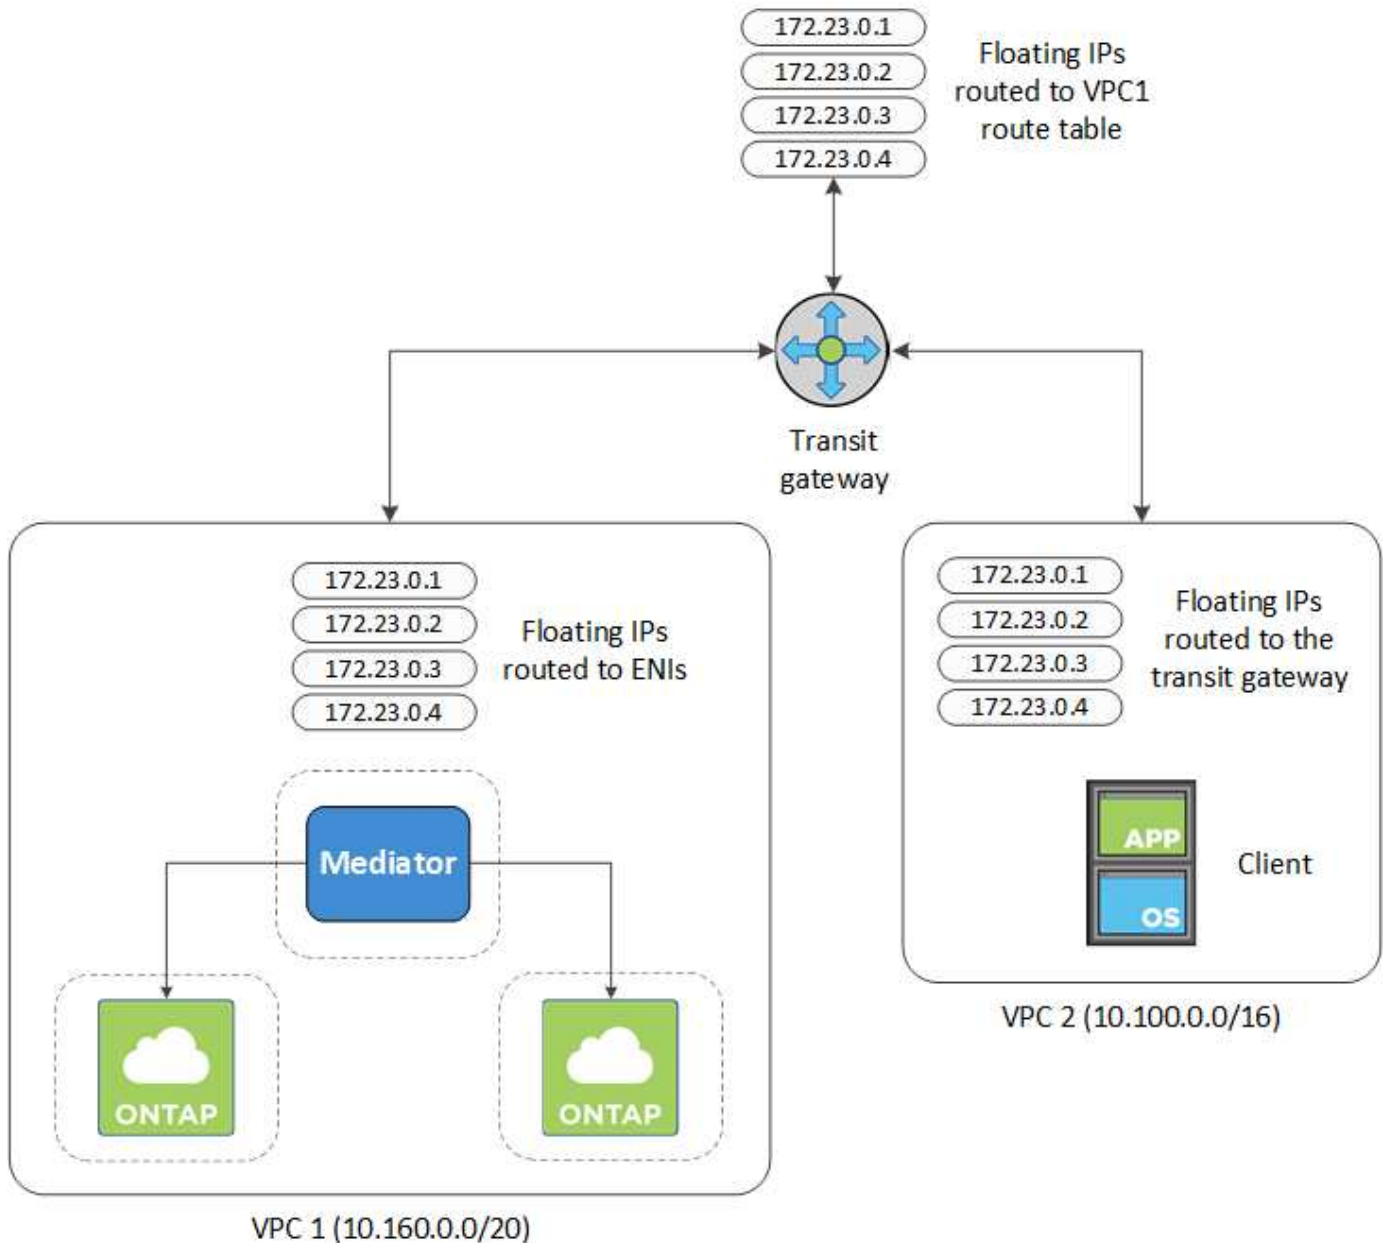 172.23.0.1
172.23.0.2
172.23.0.3
172.23.0.4
Floating IPs
routed to VPC1
route table
Transit
gateway
172.23.0.1
172.23.0.2
172.23.0.3
172.23.0.4
Floating IPs
routed to ENIs
Mediator
ONTAP
ONTAP
VPC 1 (10.160.0.0/20)
172.23.0.1
172.23.0.2
172.23.0.3
172.23.0.4
Floating IPs
routed to the
transit gateway
APP
OS
Client
VPC 2 (10.100.0.0/16)